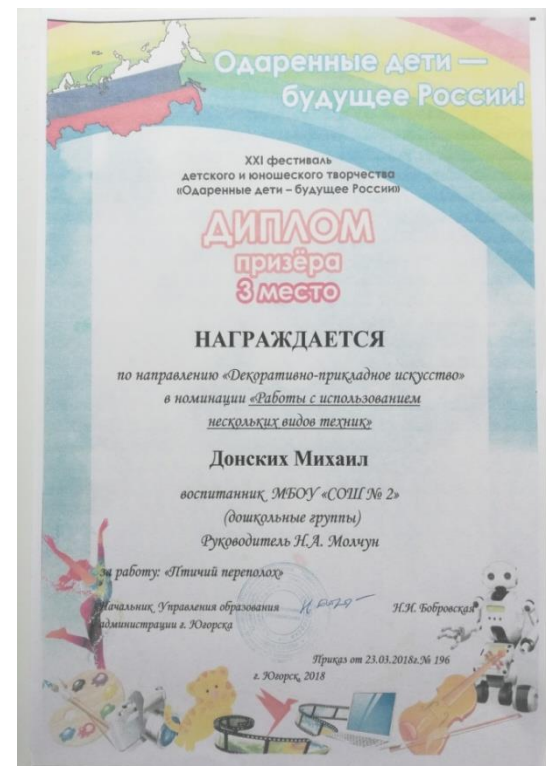 Одаренные дети —
будущее России!
XXI фестиваль
детского и юношеского творчества
«Одаренные дети – будущее России»
ДИПЛОМ
призёра
3 место
НАГРАЖДАЕТСЯ
по направлению «Декоративно-прикладное искусство»
в номинации «Работы с использованием
нескольких видов техник»
Донских Михаил
воспитанник МБОУ «СОШ № 2»
(дошкольные группы)
Руководитель Н.А. Молчун
за работу: «Птичий переполох»
Начальник Управления образования Н.И. Бобровская
администрации г. Югорска
Приказ от 23.03.2018г.№ 196
г. Югорск, 2018